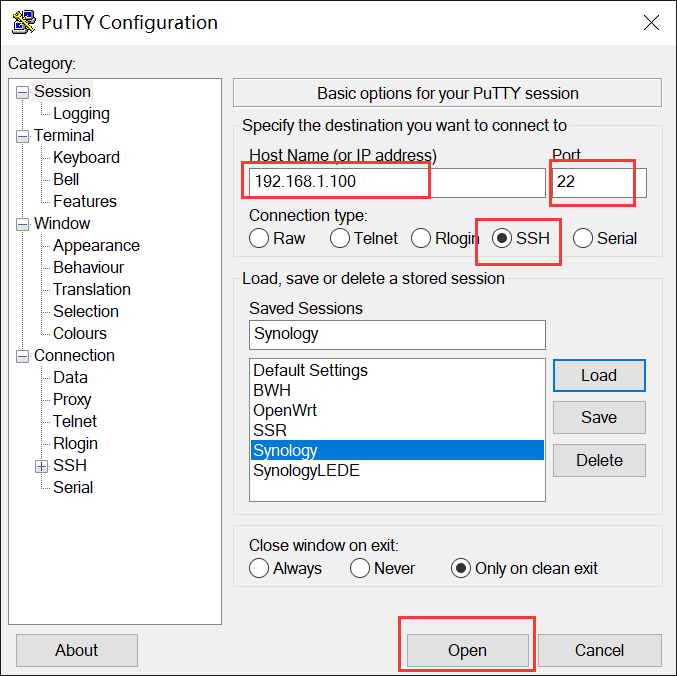 PuTTY Configuration
Category:
Session
Logging
Terminal
Keyboard
Bell
Features
Window
Appearance
Behaviour
Translation
Selection
Colours
Connection
Data
Proxy
Telnet
Rlogin
SSH
Serial
Basic options for your PuTTY session
Specify the destination you want to connect to
Host Name (or IP address) Port
192.168.1.100 22
Connection type:
Raw Telnet Rlogin SSH Serial
Load, save or delete a stored session
Saved Sessions
Synology
Default Settings
BWH
OpenWrt
SSR
Synology
SynologyLEDE
Load
Save
Delete
Close window on exit:
Always Never Only on clean exit
About Open Cancel